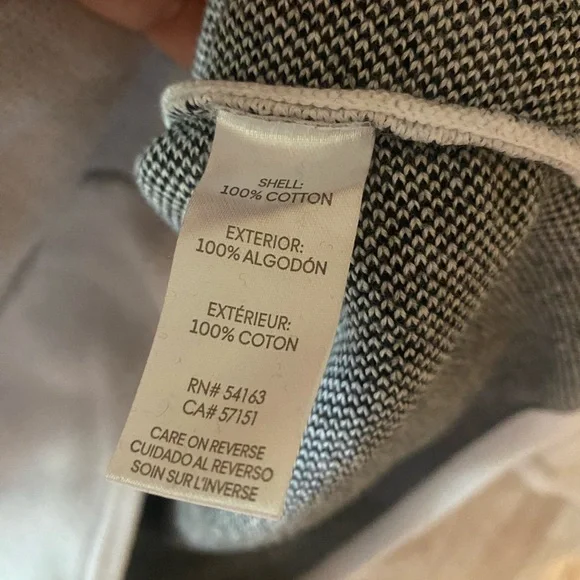 SHELL:
100% COTTON
EXTERIOR:
100% ALGODÓN
EXTÉRIEUR:
100% COTON
RN# 54163
CA# 57151
CARE ON REVERSE
CUIDADO AL REVERSO
SOIN SUR L'INVERSE